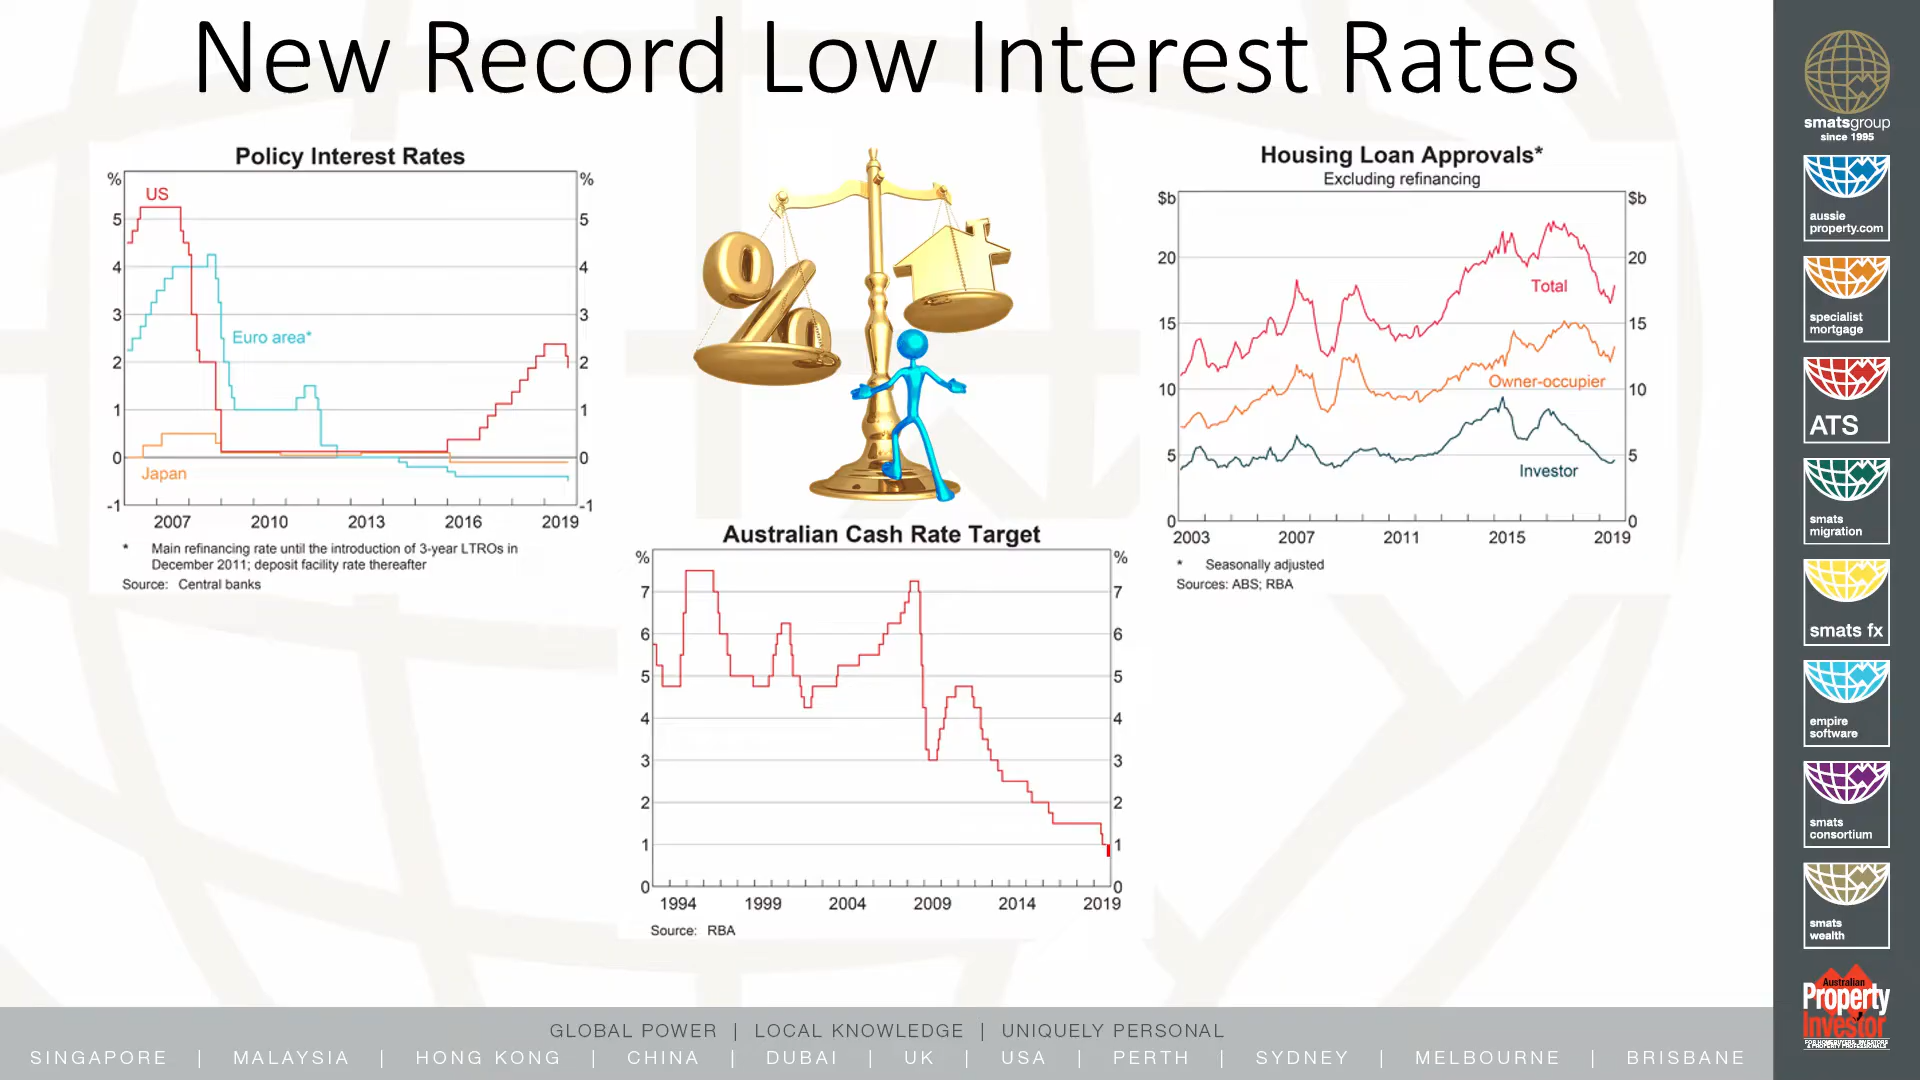 New Record Low Interest Rates
Policy Interest Rates
%
%
US
5
5
4
4
3
3
Euro area*
2
2
1
1
0
0
Japan
-1
-1
2007
2010
2013
2016
2019
* Main refinancing rate until the introduction of 3-year LTROs in
December 2011; deposit facility rate thereafter
Source: Central banks
%
Housing Loan Approvals*
Excluding refinancing
$b
$b
20
20
Total
15
15
Owner-occupier
10
10
5
5
Investor
0
0
2003
2007
2011
2015
2019
* Seasonally adjusted
Sources: ABS; RBA
Australian Cash Rate Target
%
%
7
7
6
6
5
5
4
4
3
3
2
2
1
1
0
0
1994
1999
2004
2009
2014
2019
Source: RBA
smatsgroup
since 1995
aussie
property.com
specialist
mortgage
ATS
smats
migration
smats fx
empire
software
smats
consortium
smats
wealth
Australian
Property
Investor
FOR HOMEBUYERS, INVESTORS
& PROPERTY PROFESSIONALS
GLOBAL POWER | LOCAL KNOWLEDGE | UNIQUELY PERSONAL
SINGAPORE | MALAYSIA | HONG KONG | CHINA | DUBAI | UK | USA | PERTH | SYDNEY | MELBOURNE | BRISBANE